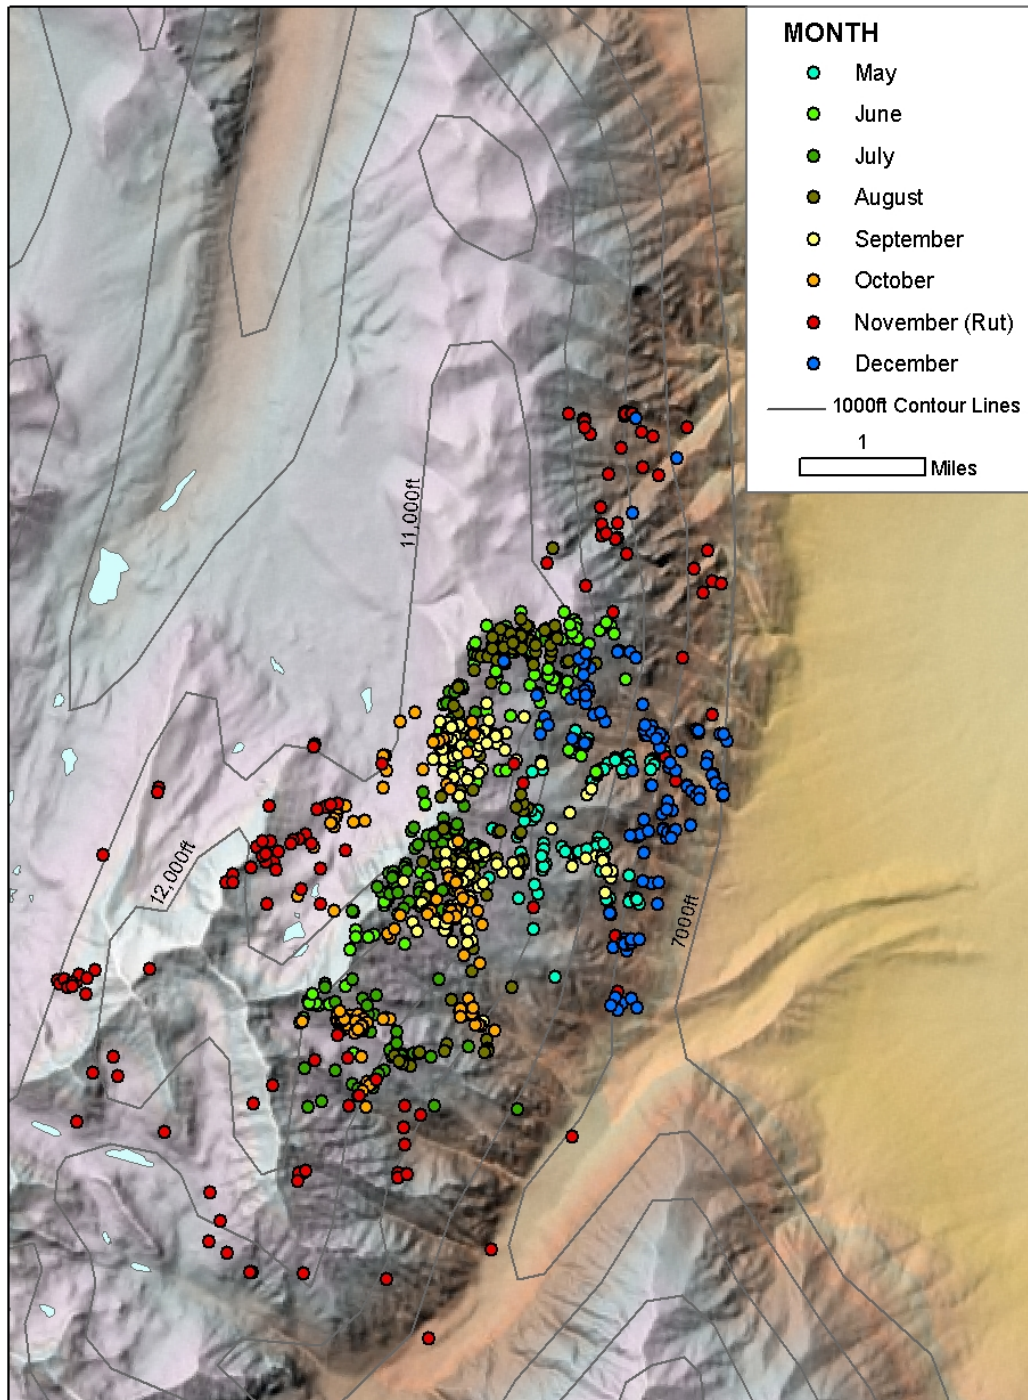 MONTH
May
June
July
August
September
October
November (Rut)
December
1000ft Contour Lines
1
Miles
11,000ft
12,000ft
7000ft